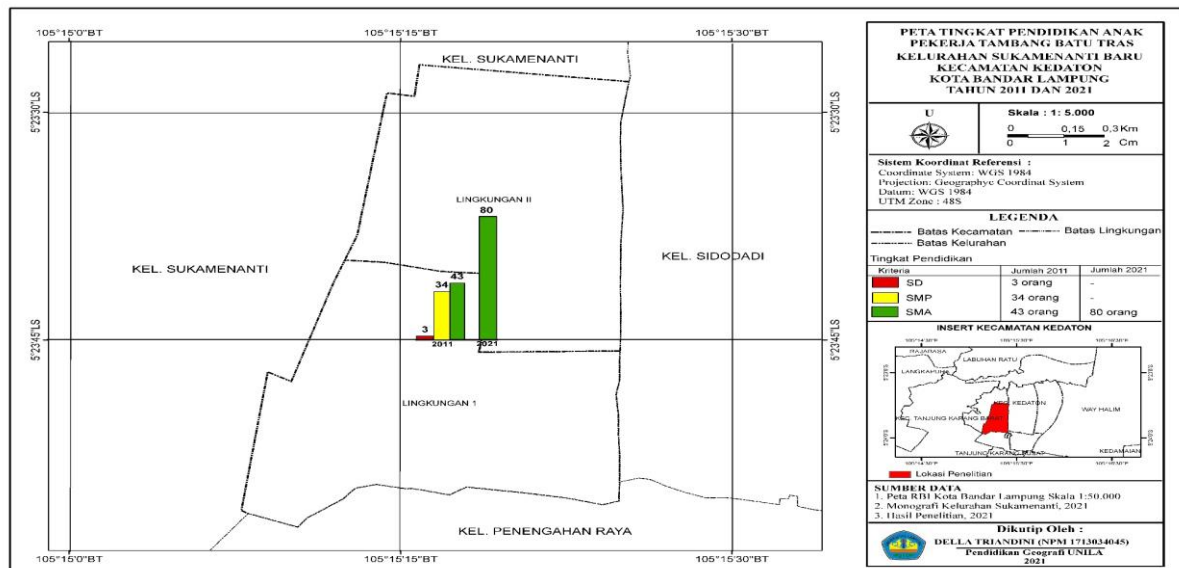 105°15'0"BT
105°15'15"BT
105°15'30"BT
5°23'30"LS
5°23'30"LS
KEL. SUKAMENANTI
LINGKUNGAN II
80
KEL. SUKAMENANTI
KEL. SIDODADI
43
34
3
2011
2021
5°23'45"LS
5°23'45"LS
LINGKUNGAN 1
KEL. PENENGAHAN RAYA
105°15'0"BT
105°15'15"BT
105°15'30"BT
PETA TINGKAT PENDIDIKAN ANAK
PEKERJA TAMBANG BATU TRAS
KELURAHAN SUKAMENANTI BARU
KECAMATAN KEDATON
KOTA BANDAR LAMPUNG
TAHUN 2011 DAN 2021
U
Skala : 1: 5.000
0 0,15 0,3 Km
0 1 2 Cm
Sistem Koordinat Referensi :
Coordinate System: WGS 1984
Projection: Geographyc Coordinat System
Datum: WGS 1984
UTM Zone : 48S
LEGENDA
Batas Kecamatan Batas Lingkungan
Batas Kelurahan
Tingkat Pendidikan
Kriteria Jumlah 2011 Jumlah 2021
SD 3 orang -
SMP 34 orang -
SMA 43 orang 80 orang
INSERT KECAMATAN KEDATON
RAJABASA
LABUHAN RATU
KEC. KEDATON
WAY HALIM
KEC. TANJUNG KARANG BARAT
KEDAMAIAN
TANJUNG KARANG PUSAT
Lokasi Penelitian
SUMBER DATA
1. Peta RBI Kota Bandar Lampung Skala 1:50.000
2. Monografi Kelurahan Sukamenanti, 2021
3. Hasil Penelitian, 2021
Dikutip Oleh :
DELLA TRIANDINI (NPM 1713034045)
Pendidikan Geografi UNILA
2021